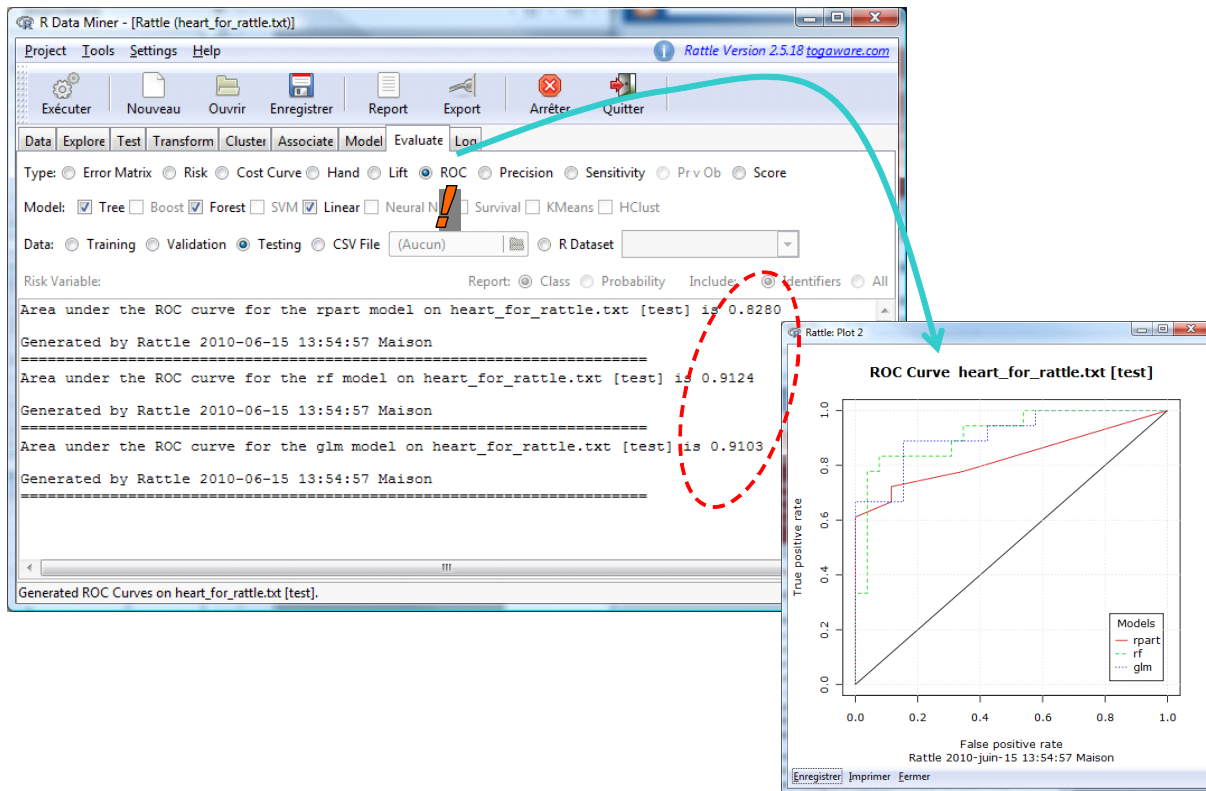 R Data Miner - [Rattle (heart_for_rattle.txt)]
Project Tools Settings Help
Rattle Version 2.5.18 togaware.com
Exécuter Nouveau Ouvrir Enregistrer Report Export Arrêter Quitter
Data Explore Test Transform Cluster Associate Model Evaluate Log
Type: Error Matrix Risk Cost Curve Hand Lift ROC Precision Sensitivity Pr v Ob Score
Model: Tree Boost Forest SVM Linear Neural Survival KMeans HClust
Data: Training Validation Testing CSV File (Aucun) R Dataset
Risk Variable: Report: Class Probability Include: Identifiers All
Area under the ROC curve for the rpart model on heart_for_rattle.txt [test] is 0.8280
Generated by Rattle 2010-06-15 13:54:57 Maison
======================================================================
Area under the ROC curve for the rf model on heart_for_rattle.txt [test] is 0.9124
Generated by Rattle 2010-06-15 13:54:57 Maison
======================================================================
Area under the ROC curve for the glm model on heart_for_rattle.txt [test] is 0.9103
Generated by Rattle 2010-06-15 13:54:57 Maison
======================================================================
Generated ROC Curves on heart_for_rattle.txt [test].
!
Rattle: Plot 2
ROC Curve heart_for_rattle.txt [test]
True positive rate
1.0
0.8
0.6
0.4
0.2
0.0
Models
rpart
rf
glm
0.0 0.2 0.4 0.6 0.8 1.0
False positive rate
Rattle 2010-juin-15 13:54:57 Maison
Enregistrer Imprimer Fermer